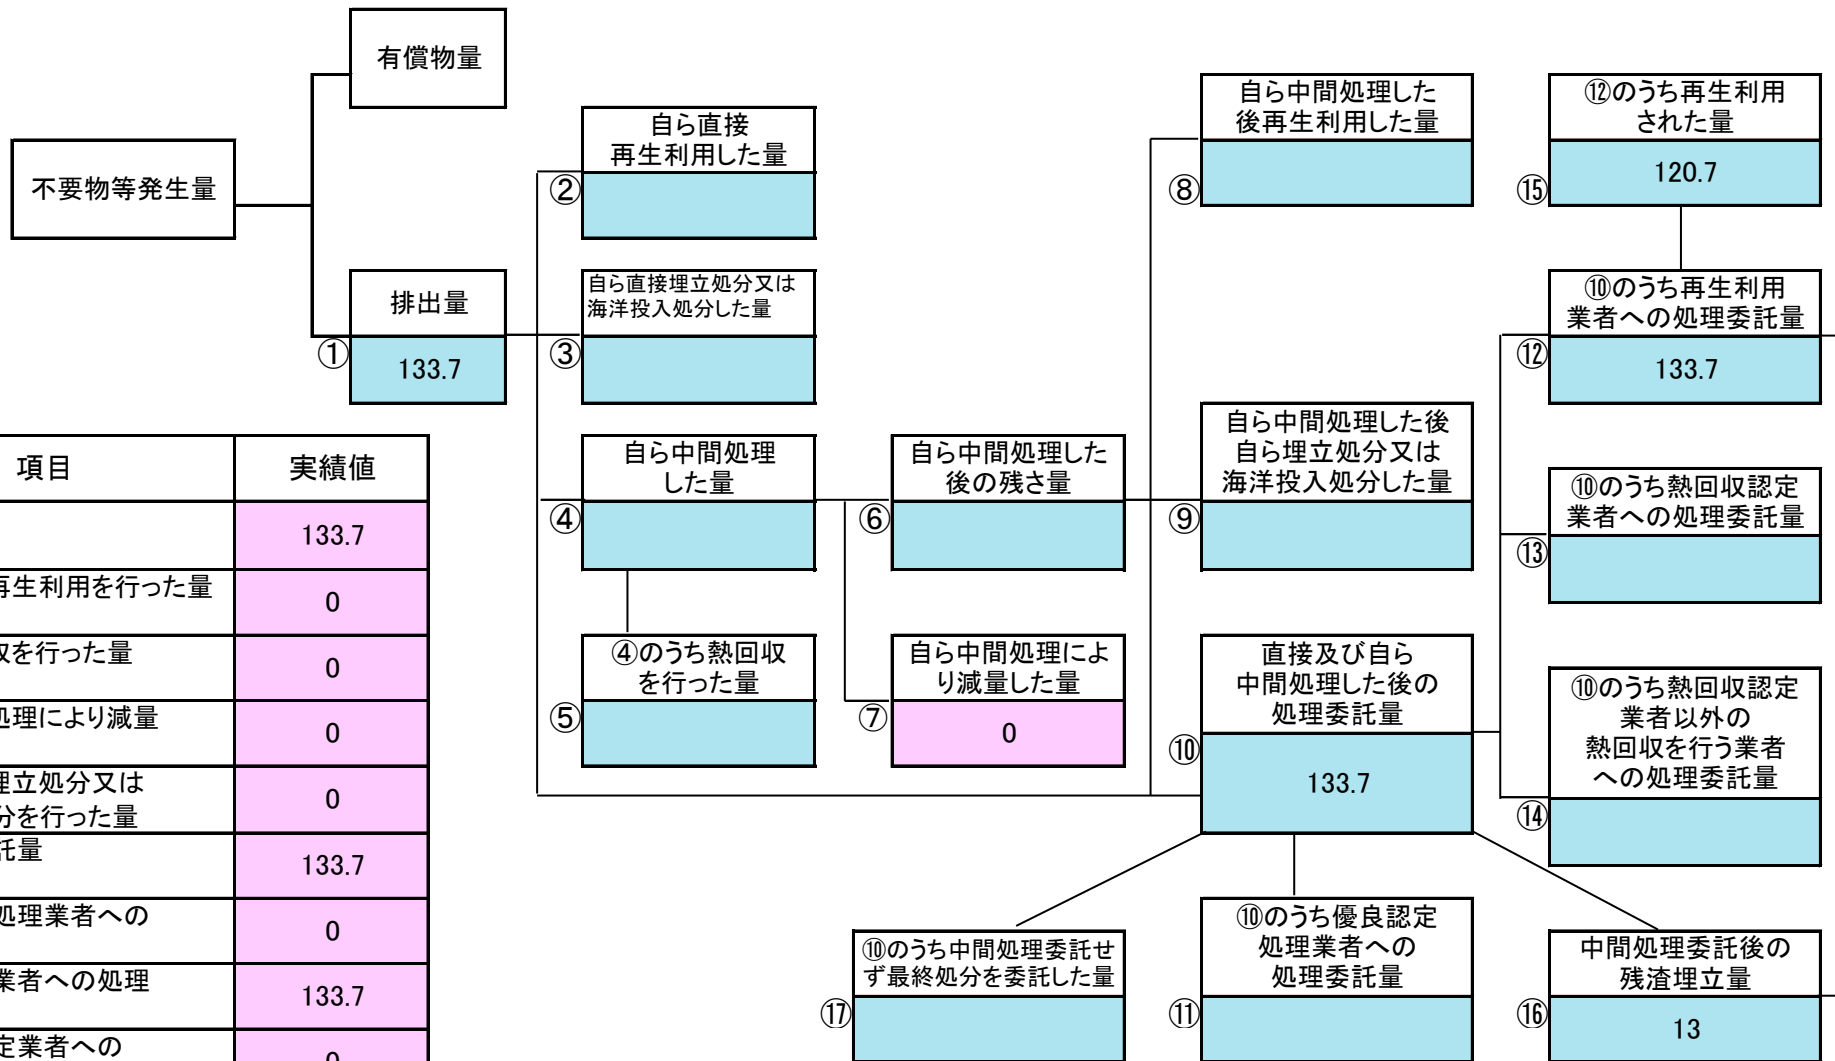 有償物量
不要物等発生量
排出量
①
133.7
自ら直接
再生利用した量
②
自ら直接埋立処分又は
海洋投入処分した量
③
自ら中間処理
した量
④
④のうち熱回収
を行った量
⑤
自ら中間処理した
後の残さ量
⑥
自ら中間処理によ
り減量した量
⑦
0
自ら中間処理した
後再生利用した量
⑧
自ら中間処理した後
自ら埋立処分又は
海洋投入処分した量
⑨
直接及び自ら
中間処理した後の
処理委託量
⑩
133.7
⑫のうち再生利用
された量
⑮
120.7
⑩のうち再生利用
業者への処理委託量
⑫
133.7
⑩のうち熱回収認定
業者への処理委託量
⑬
⑩のうち熱回収認定
業者以外の
熱回収を行う業者
への処理委託量
⑭
⑩のうち中間処理委託せ
ず最終処分を委託した量
⑰
⑩のうち優良認定
処理業者への
処理委託量
⑪
中間処理委託後の
残渣埋立量
⑯
13
項目 実績値
133.7
再生利用を行った量
0
収を行った量
0
処理により減量
0
埋立処分又は
分を行った量
0
託量
133.7
処理業者への
0
業者への処理
133.7
定業者への
0